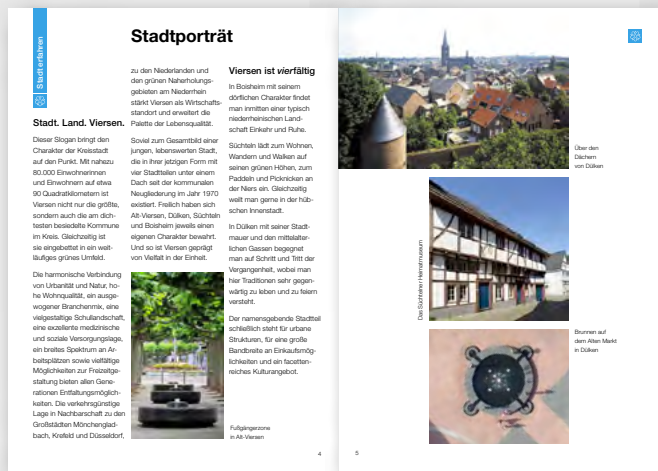 Stadt erfahren
Stadtporträt
Stadt. Land. Viersen.
Dieser Slogan bringt den
Charakter der Kreisstadt
auf den Punkt. Mit nahezu
80.000 Einwohnerinnen
und Einwohnern auf etwa
90 Quadratkilometern ist
Viersen nicht nur die größte,
sondern auch die am dich-
testen besiedelte Kommune
im Kreis. Gleichzeitig ist
sie eingebettet in ein weit-
läufiges grünes Umfeld.
Die harmonische Verbindung
von Urbanität und Natur, ho-
he Wohnqualität, ein ausge-
wogener Branchenmix, eine
vielgestaltige Schullandschaft,
eine exzellente medizinische
und soziale Versorgungslage,
ein breites Spektrum an Ar-
beitsplätzen sowie vielfältige
Möglichkeiten zur Freizeitge-
staltung bieten allen Gene-
rationen Entfaltungsmöglich-
keiten. Die verkehrsgünstige
Lage in Nachbarschaft zu den
Großstädten Mönchenglad-
bach, Krefeld und Düsseldorf,
zu den Niederlanden und
den grünen Naherholungs-
gebieten am Niederrhein
stärkt Viersen als Wirtschafts-
standort und erweitert die
Palette der Lebensqualität.
Soviel zum Gesamtbild einer
jungen, lebenswerten Stadt,
die in ihrer jetzigen Form mit
vier Stadtteilen unter einem
Dach seit der kommunalen
Neugliederung im Jahr 1970
existiert. Freilich haben sich
Alt-Viersen, Dülken, Süchteln
und Boisheim jeweils einen
eigenen Charakter bewahrt.
Und so ist Viersen geprägt
von Vielfalt in der Einheit.
Viersen ist vierfältig
In Boisheim mit seinem
dörflichen Charakter findet
man inmitten einer typisch
niederrheinischen Land-
schaft Einkehr und Ruhe.
Süchteln lädt zum Wohnen,
Wandern und Walken auf
seinen grünen Höhen, zum
Paddeln und Picknicken an
der Niers ein. Gleichzeitig
weilt man gerne in der hüb-
schen Innenstadt.
In Dülken mit seiner Stadt-
mauer und den mittelalter-
lichen Gassen begegnet
man auf Schritt und Tritt der
Vergangenheit, wobei man
hier Traditionen sehr gegen-
wärtig zu leben und zu feiern
versteht.
Der namensgebende Stadtteil
schließlich steht für urbane
Strukturen, für eine große
Bandbreite an Einkaufsmög-
lichkeiten und ein facetten-
reiches Kulturangebot.
Fußgängerzone
in Alt-Viersen
4
Über den
Dächern
von Dülken
Das Süchtelner Heimatmuseum
Brunnen auf
dem Alten Markt
in Dülken
5